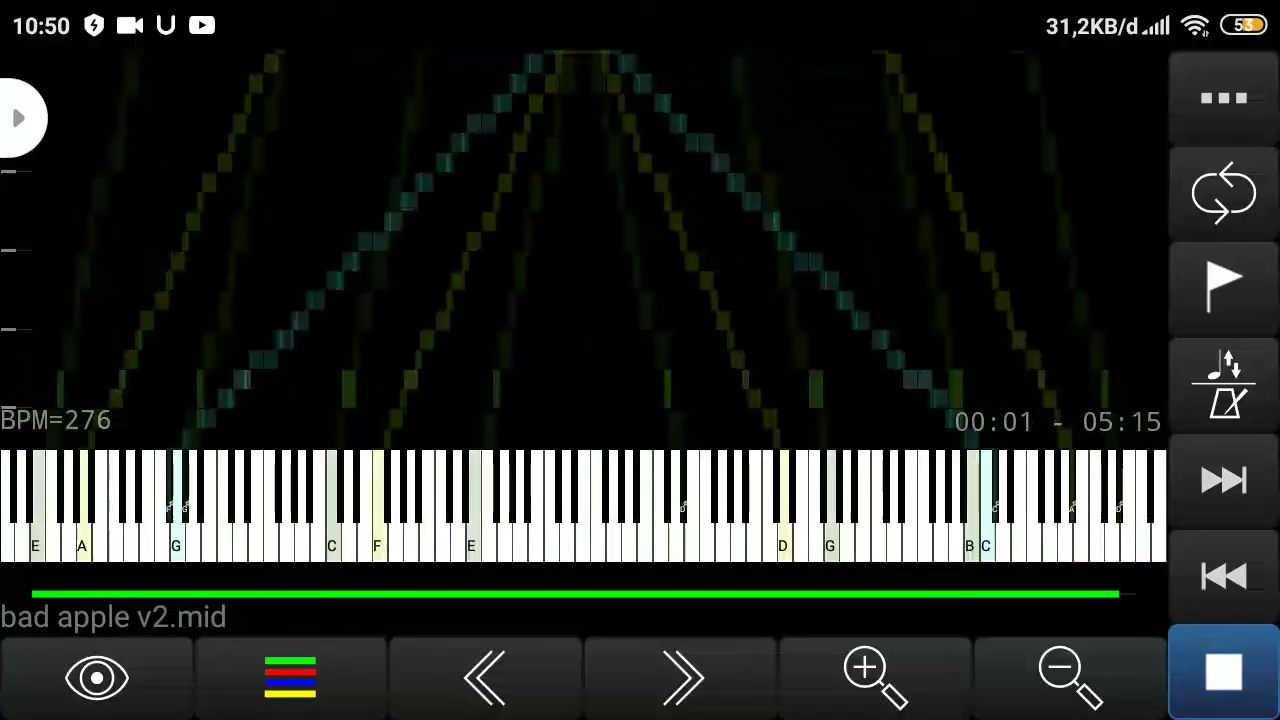 10:50 U 31,2KB/d 53
BPM=276 00:01 - 05:15
E A G C F E D G B C
bad apple v2.mid